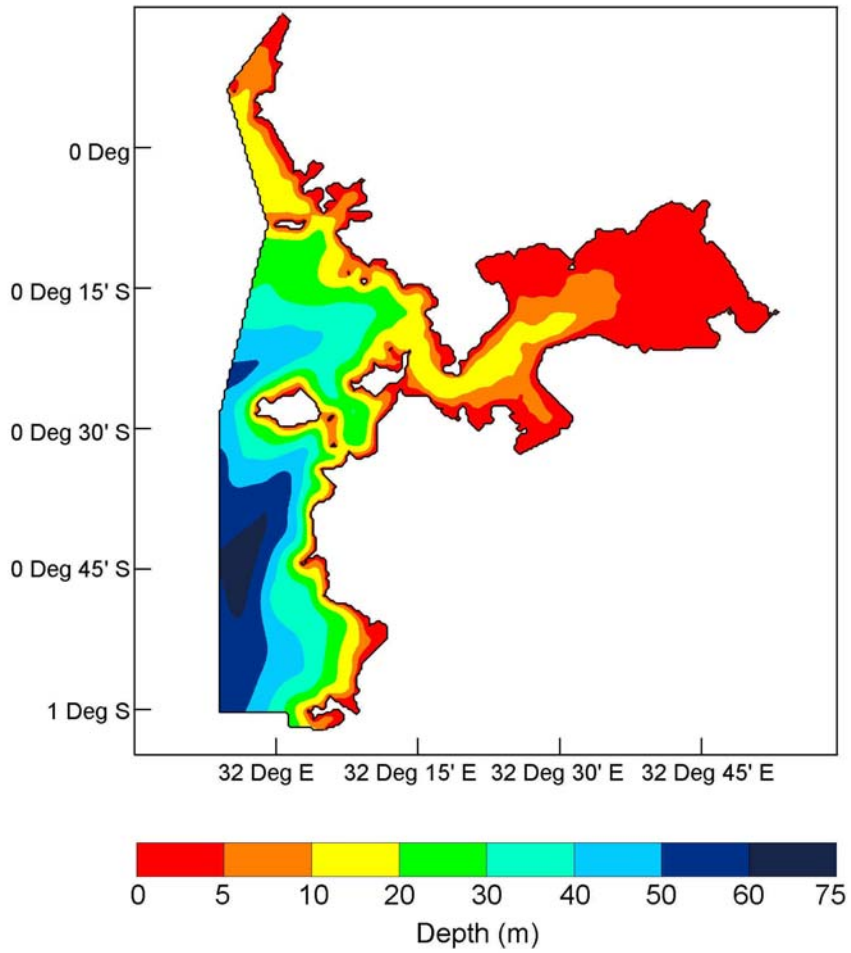 0 Deg
0 Deg 15' S
0 Deg 30' S
0 Deg 45' S
1 Deg S
32 Deg E 32 Deg 15' E 32 Deg 30' E 32 Deg 45' E
0 5 10 20 30 40 50 60 75
Depth (m)